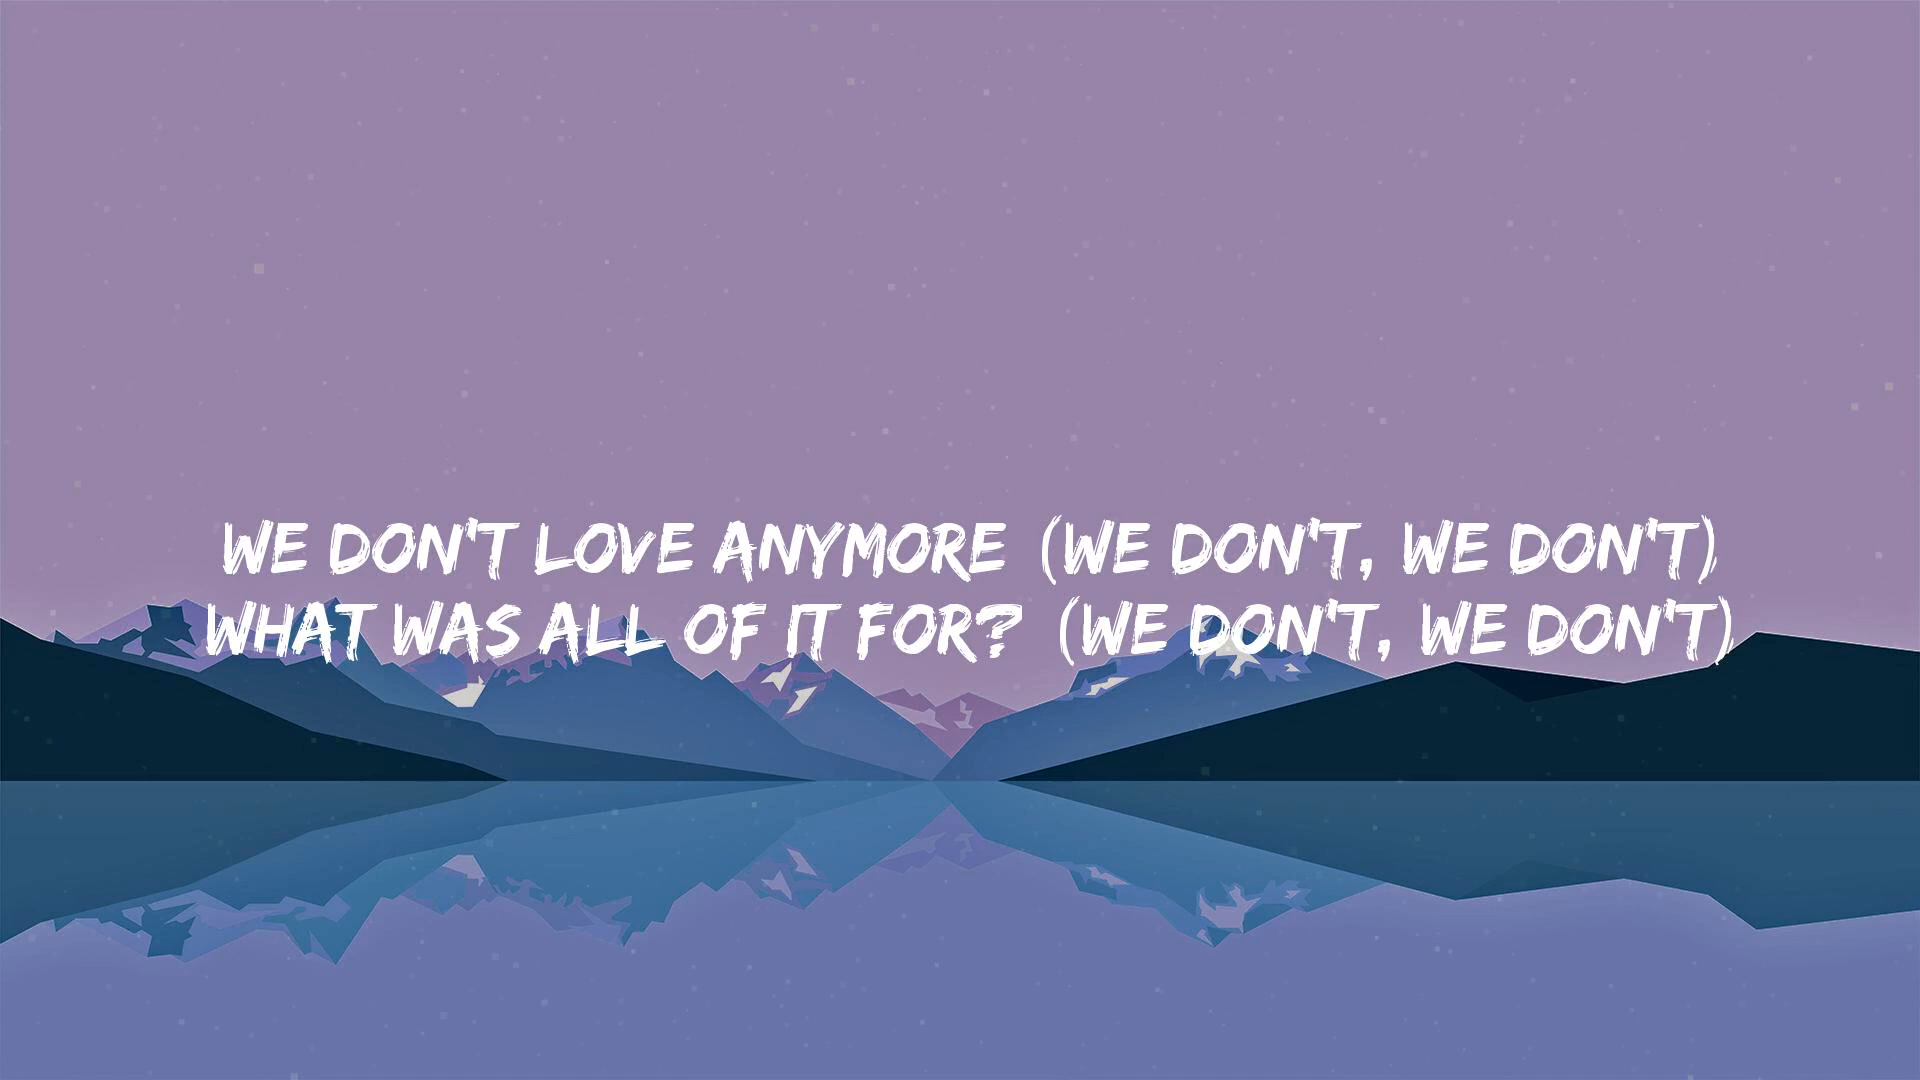 WE DON'T LOVE ANYMORE (WE DON'T, WE DON'T)
WHAT WAS ALL OF IT FOR? (WE DON'T, WE DON'T)